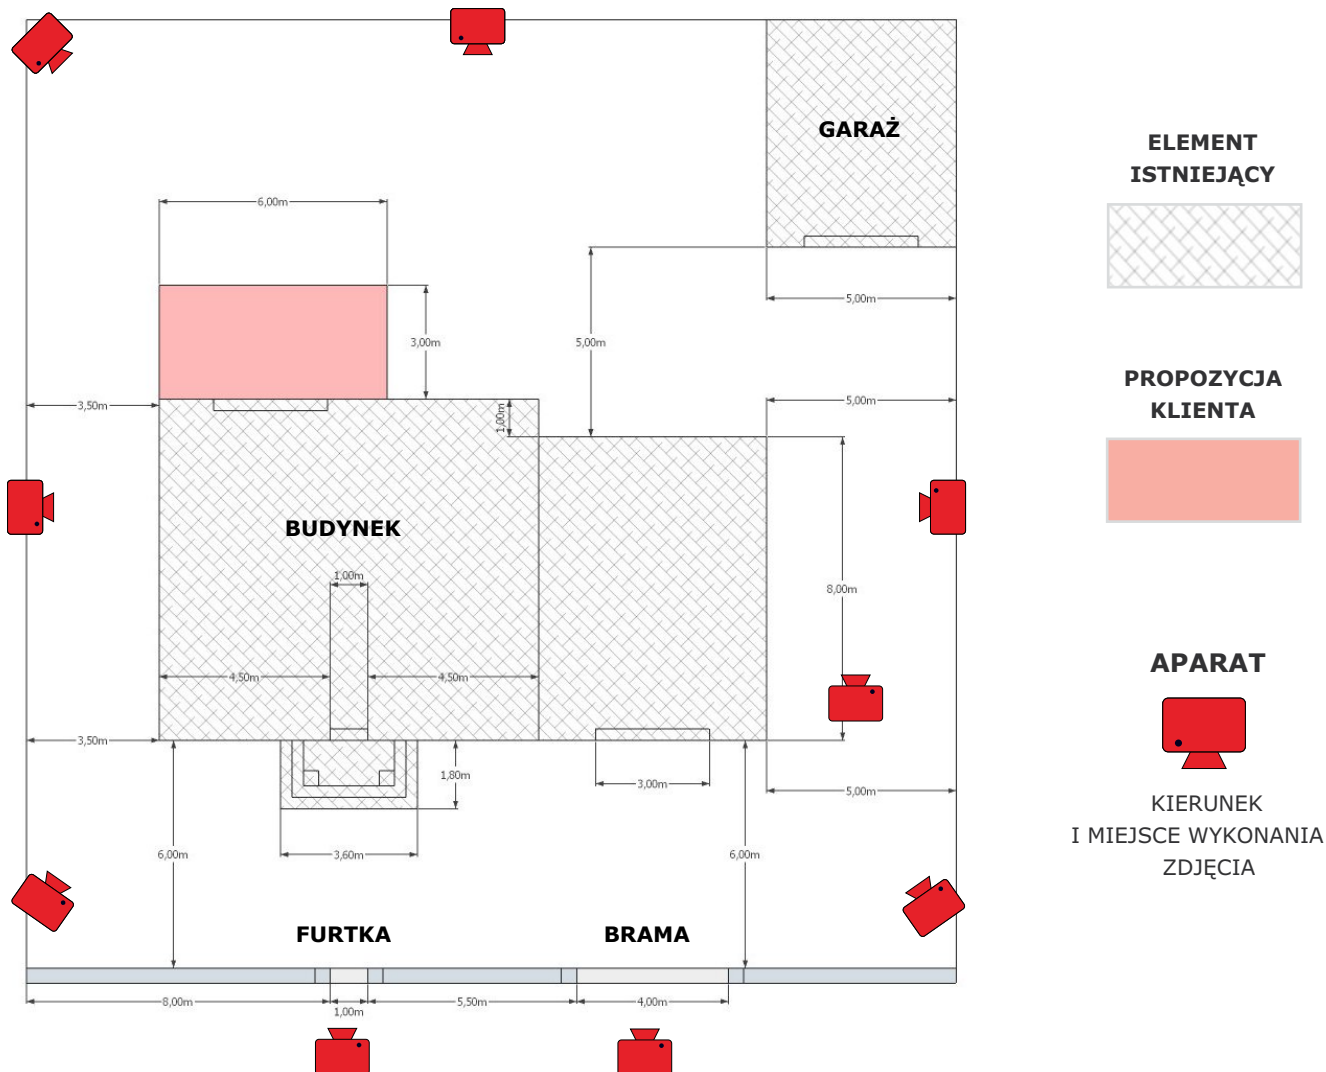 GARAŻ
6,00m
5,00m
3,00m
5,00m
3,50m
1,00m
5,00m
BUDYNEK
1,00m
8,00m
4,50m
4,50m
3,50m
1,80m
3,00m
5,00m
6,00m
3,60m
6,00m
FURTKA
BRAMA
8,00m
1,00m
5,50m
4,00m
ELEMENT
ISTNIEJĄCY
PROPOZYCJA
KLIENTA
APARAT
KIERUNEK
I MIEJSCE WYKONANIA
ZDJĘCIA